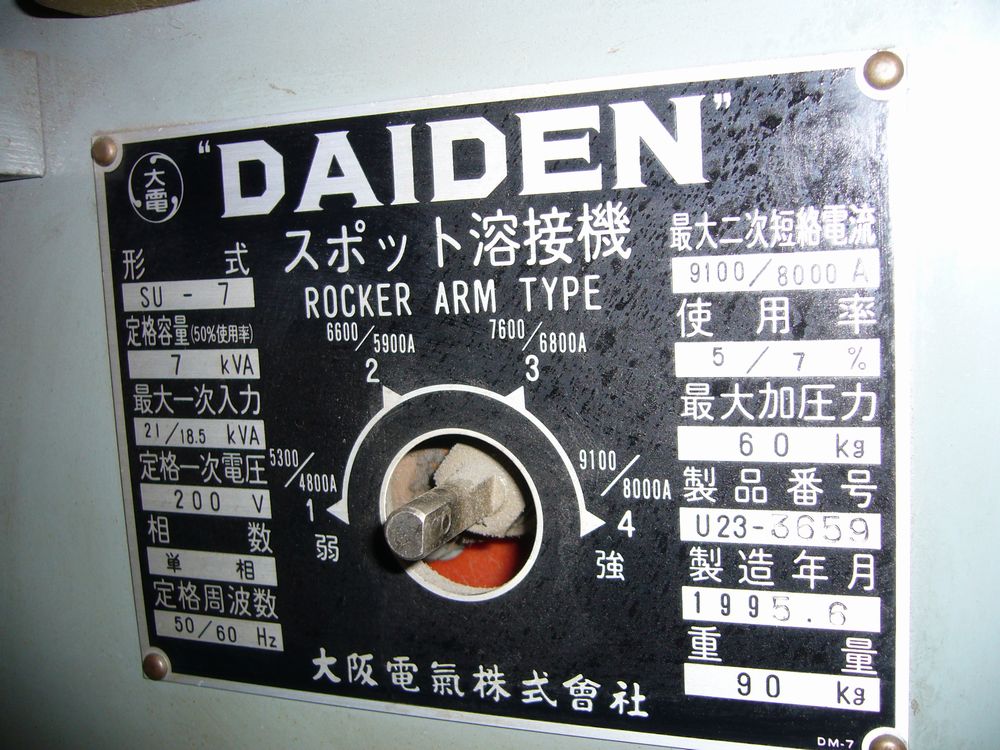 大電
"DAIDEN"
スポット溶接機
ROCKER ARM TYPE
形式
SU - 7
定格容量(50%使用率)
7 kVA
最大一次入力
21/18.5 kVA
定格一次電圧
200 V
相数
単相
定格周波数
50/60 Hz
5300/4800A
1
弱
6600/5900A
2
7600/6800A
3
9100/8000A
4
強
最大二次短絡電流
9100/8000 A
使用率
5/7 %
最大加圧力
60 kg
製品番号
U23-3659
製造年月
1995.6
重量
90 kg
大阪電氣株式會社
DM-7